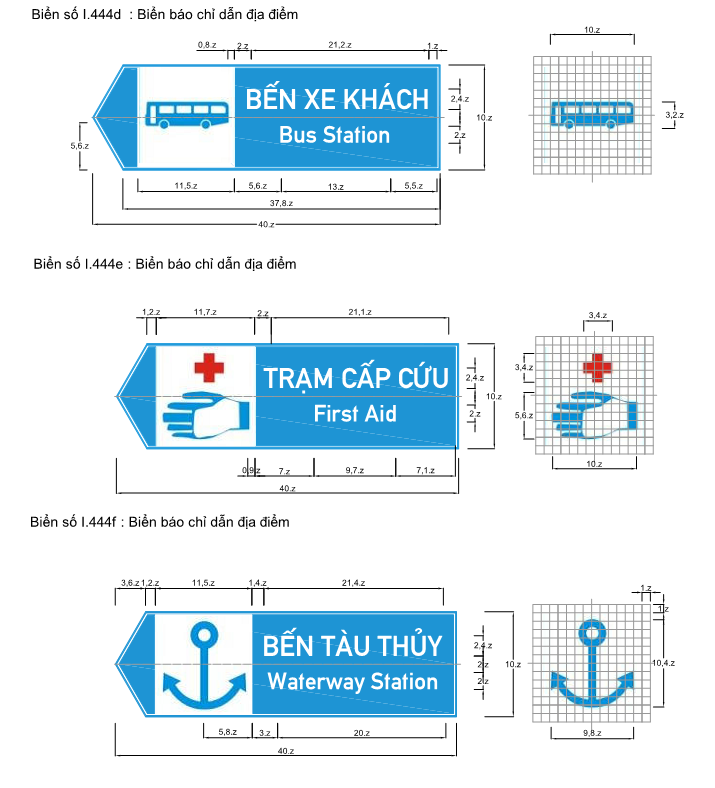 Biển số I.444d : Biển báo chỉ dẫn địa điểm
0,8.z 2.z 21,2.z 1.z
10.z
BẾN XE KHÁCH
Bus Station
2,4.z
2.z
10.z
3,2.z
5,6.z
11,5.z 5,6.z 13.z 5,5.z
37,8.z
40.z
Biển số I.444e : Biển báo chỉ dẫn địa điểm
1,2.z 11,7.z 2.z 21,1.z
3,4.z
TRẠM CẤP CỨU
First Aid
2,4.z
2.z
10.z
3,4.z
5,6.z
0,9.z 7.z 9,7.z 7,1.z
10.z
40.z
Biển số I.444f : Biển báo chỉ dẫn địa điểm
3,6.z 1,2.z 11,5.z 1,4.z 21,4.z
1.z
1.z
BẾN TÀU THỦY
Waterway Station
2,4.z
2.z
2.z
10.z
10,4.z
5,8.z 3.z 20.z
9,8.z
40.z